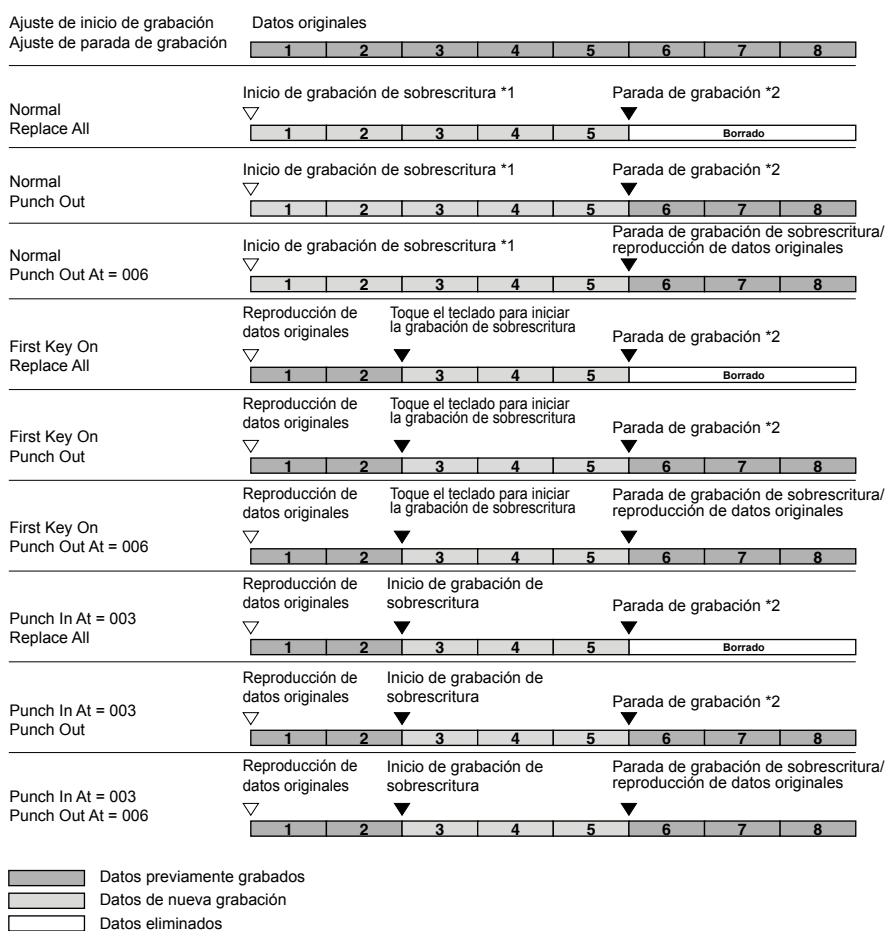 Ajuste de inicio de grabación
Ajuste de parada de grabación
Datos originales
1 2 3 4 5 6 7 8
Normal
Replace All
Inicio de grabación de sobrescritura *1
Parada de grabación *2
1 2 3 4 5 Borrado
Normal
Punch Out
Inicio de grabación de sobrescritura *1
Parada de grabación *2
1 2 3 4 5 6 7 8
Normal
Punch Out At = 006
Inicio de grabación de sobrescritura *1
Parada de grabación de sobrescritura/
reproducción de datos originales
1 2 3 4 5 6 7 8
First Key On
Replace All
Reproducción de
datos originales
Toque el teclado para iniciar
la grabación de sobrescritura
Parada de grabación *2
1 2 3 4 5 Borrado
First Key On
Punch Out
Reproducción de
datos originales
Toque el teclado para iniciar
la grabación de sobrescritura
Parada de grabación *2
1 2 3 4 5 6 7 8
First Key On
Punch Out At = 006
Reproducción de
datos originales
Toque el teclado para iniciar
la grabación de sobrescritura
Parada de grabación de sobrescritura/
reproducción de datos originales
1 2 3 4 5 6 7 8
Punch In At = 003
Replace All
Reproducción de
datos originales
Inicio de grabación de
sobrescritura
Parada de grabación *2
1 2 3 4 5 Borrado
Punch In At = 003
Punch Out
Reproducción de
datos originales
Inicio de grabación de
sobrescritura
Parada de grabación *2
1 2 3 4 5 6 7 8
Punch In At = 003
Punch Out At = 006
Reproducción de
datos originales
Inicio de grabación de
sobrescritura
Parada de grabación de sobrescritura/
reproducción de datos originales
1 2 3 4 5 6 7 8
Datos previamente grabados
Datos de nueva grabación
Datos eliminados